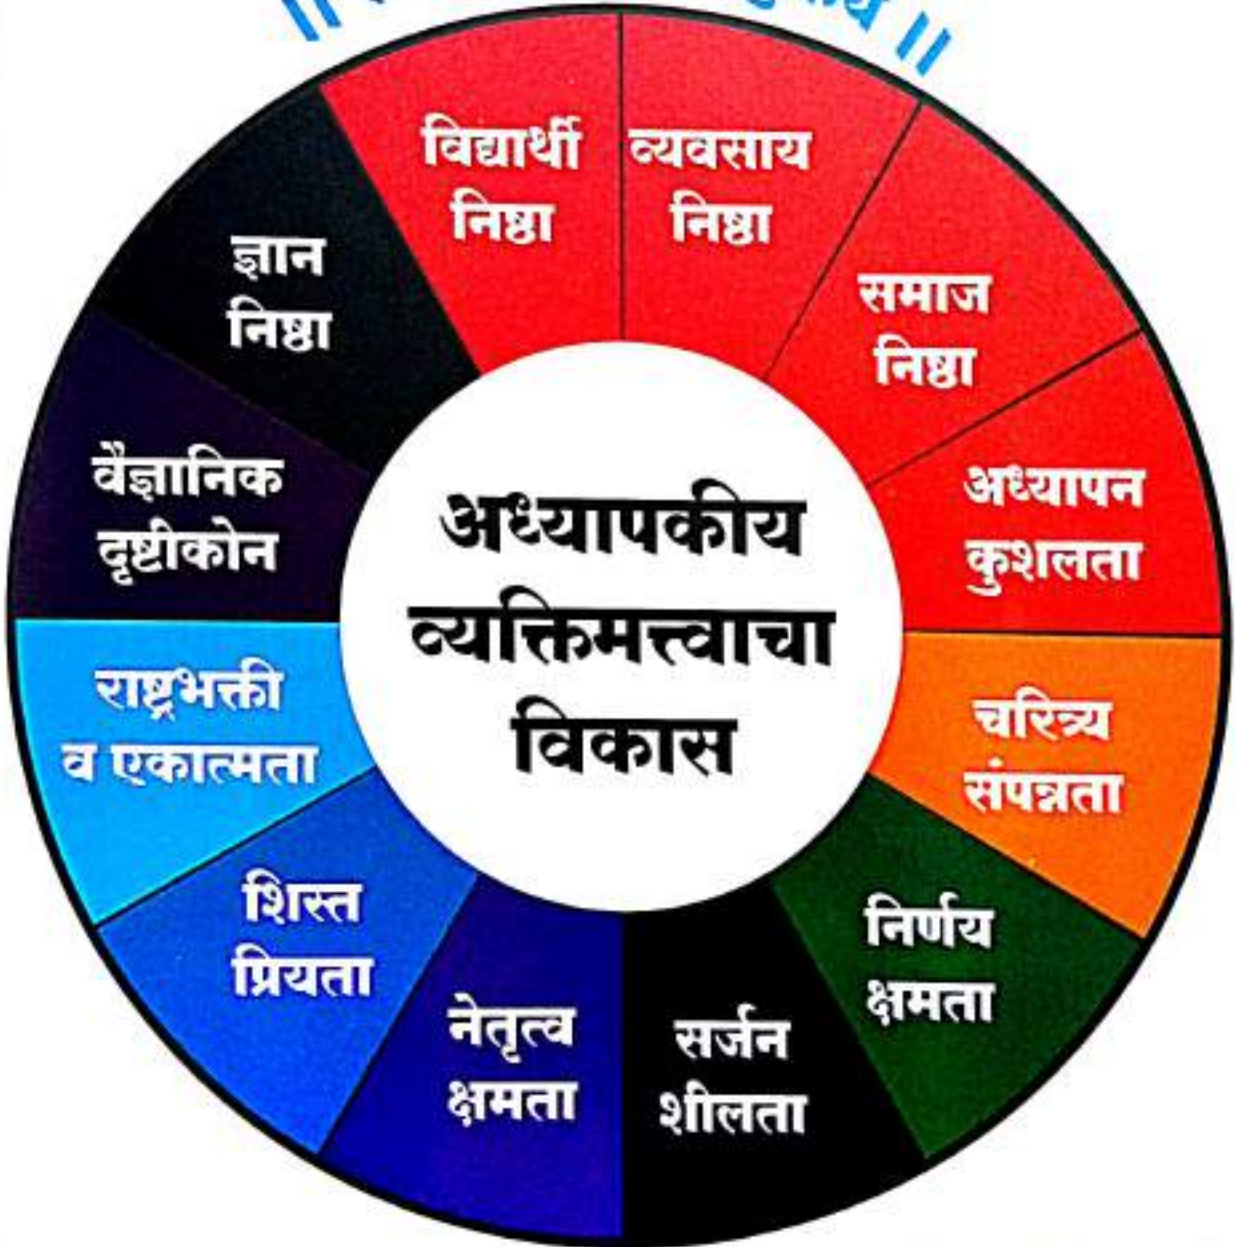 विद्यार्थी
निष्ठा
व्यवसाय
निष्ठा
समाज
निष्ठा
अध्यापन
कुशलता
चरित्र्य
संपन्नता
निर्णय
क्षमता
सर्जन
शीलता
नेतृत्व
क्षमता
शिस्त
प्रियता
राष्ट्रभक्ती
व एकात्मता
वैज्ञानिक
दृष्टीकोन
ज्ञान
निष्ठा
अध्यापकीय
व्यक्तिमत्त्वाचा
विकास